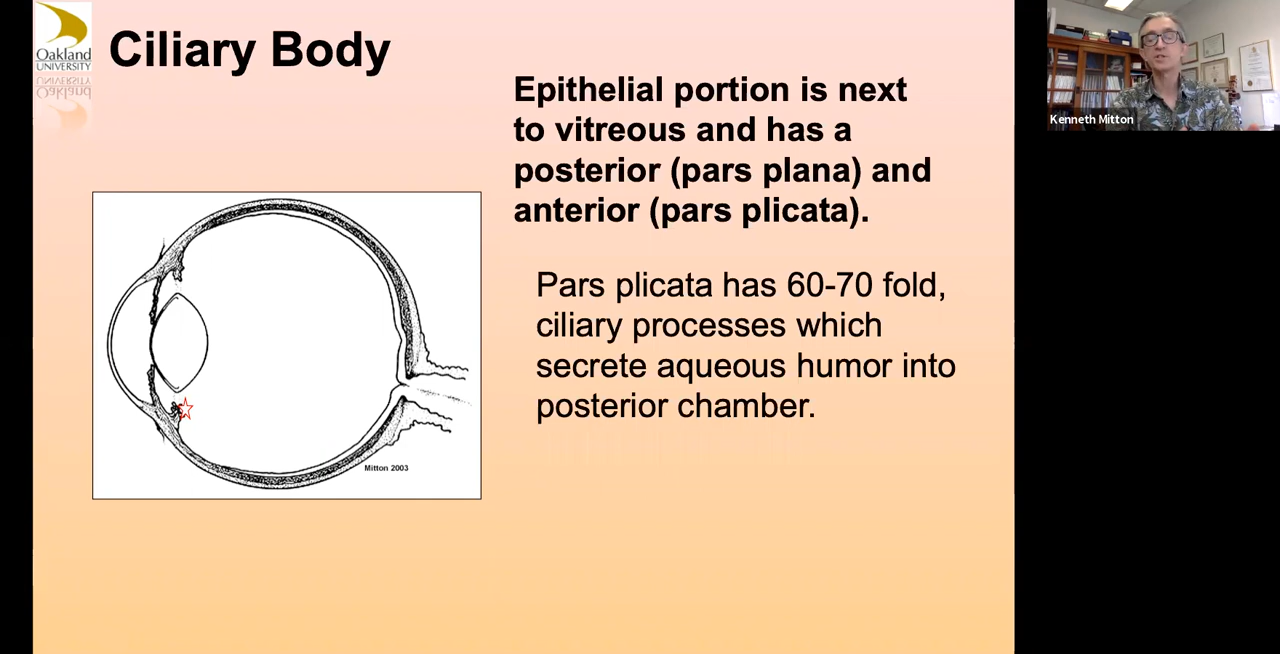 Oakland
UNIVERSITY
Ciliary Body
Epithelial portion is next
to vitreous and has a
posterior (pars plana) and
anterior (pars plicata).
Pars plicata has 60-70 fold,
ciliary processes which
secrete aqueous humor into
posterior chamber.
Mitton 2003
Kenneth Mitton